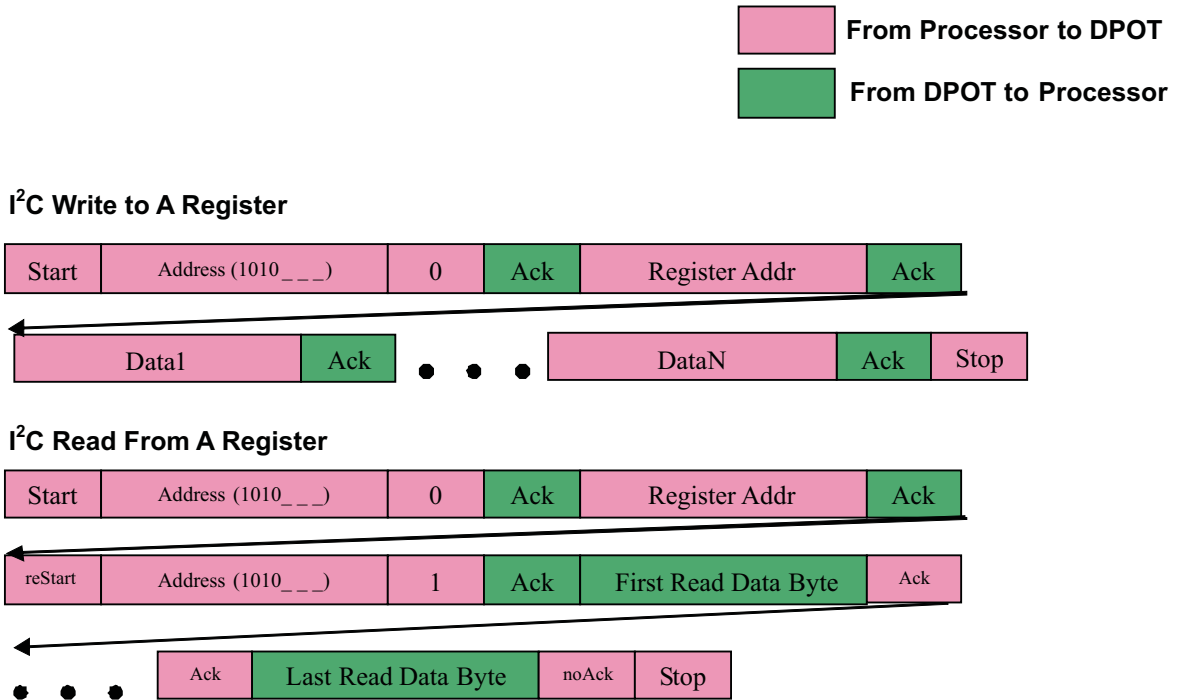 From Processor to DPOT
From DPOT to Processor
I²C Write to A Register
Start Address (1010_ _ _) 0 Ack Register Addr Ack
Data1 Ack DataN Ack Stop
I²C Read From A Register
Start Address (1010_ _ _) 0 Ack Register Addr Ack
reStart Address (1010_ _ _) 1 Ack First Read Data Byte Ack
Ack Last Read Data Byte noAck Stop